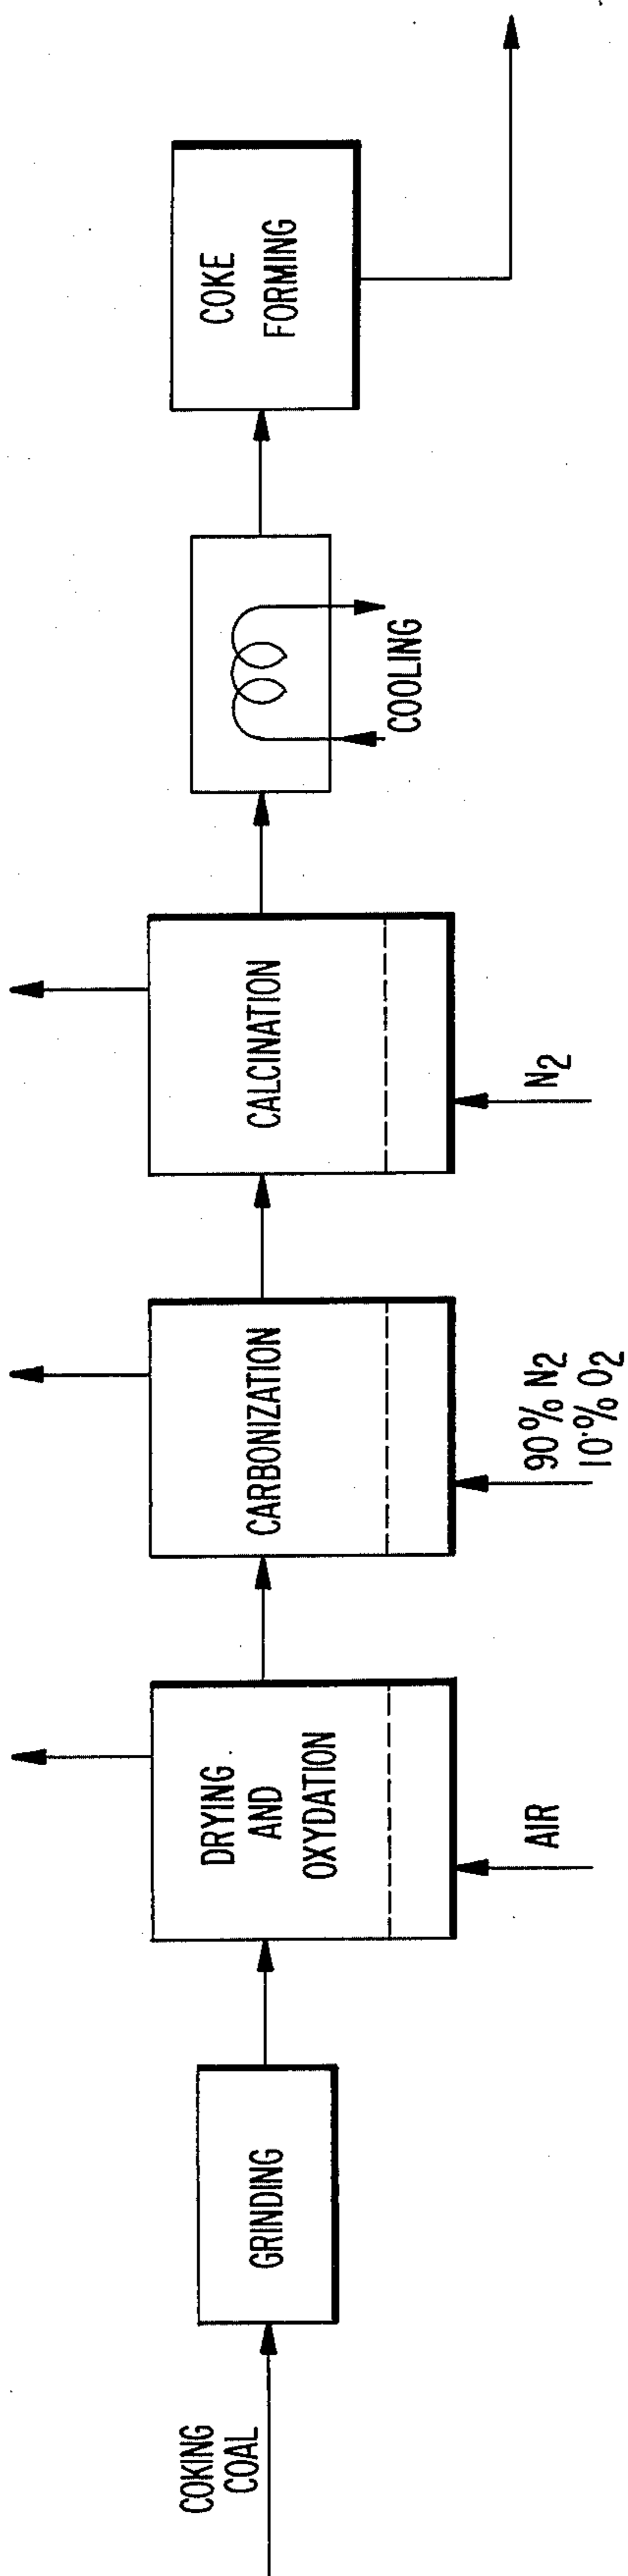 COKING
COAL
GRINDING
DRYING
AND
OXYDATION
AIR
CARBONIZATION
90% N2
10% O2
CALCINATION
N2
COOLING
COKE
FORMING